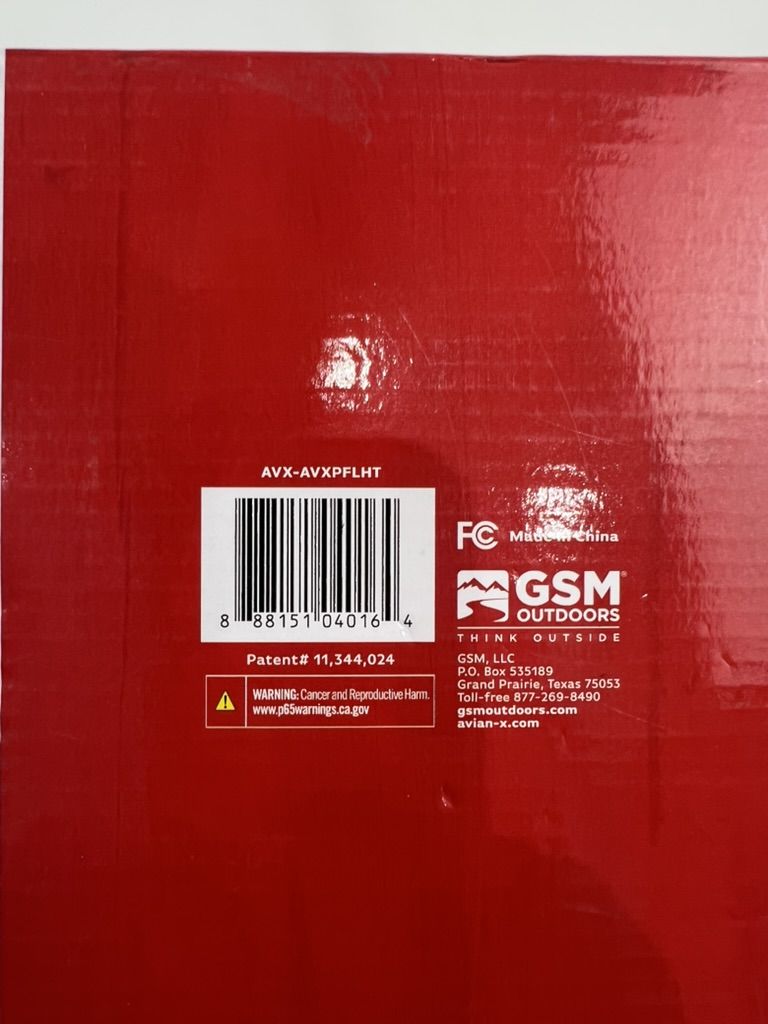 AVX-AVXPFLHT
8 88151 04016 4
Patent# 11,344,024
WARNING: Cancer and Reproductive Harm.
www.p65warnings.ca.gov
FC Made in China
GSM®
OUTDOORS
THINK OUTSIDE
GSM, LLC
P.O. Box 535189
Grand Prairie, Texas 75053
Toll-free 877-269-8490
gsmoutdoors.com
avian-x.com